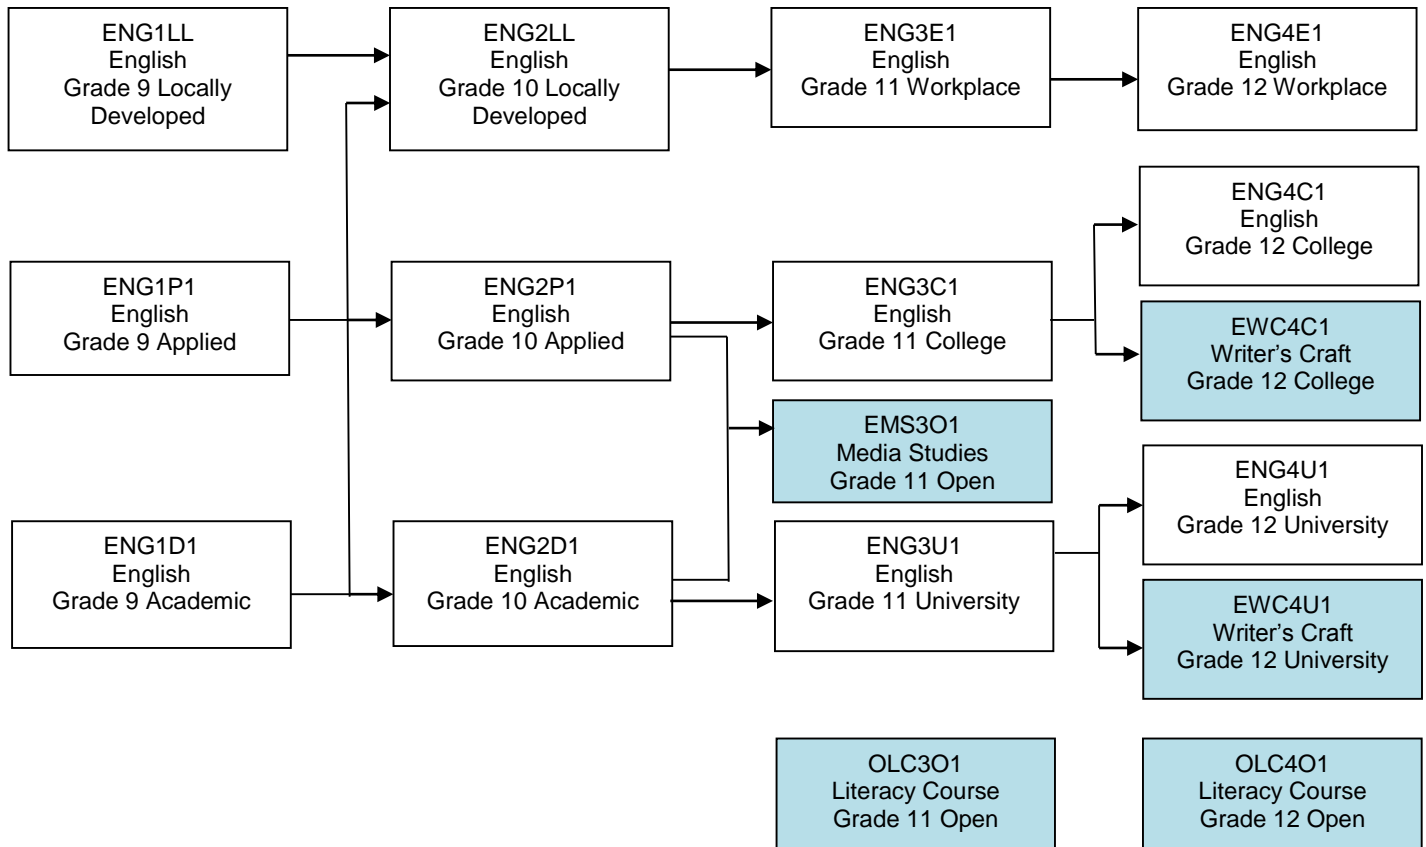 ENG1LL
English
Grade 9 Locally
Developed
ENG2LL
English
Grade 10 Locally
Developed
ENG3E1
English
Grade 11 Workplace
ENG4E1
English
Grade 12 Workplace
ENG4C1
English
Grade 12 College
ENG1P1
English
Grade 9 Applied
ENG2P1
English
Grade 10 Applied
ENG3C1
English
Grade 11 College
EWC4C1
Writer’s Craft
Grade 12 College
EMS3O1
Media Studies
Grade 11 Open
ENG4U1
English
Grade 12 University
ENG1D1
English
Grade 9 Academic
ENG2D1
English
Grade 10 Academic
ENG3U1
English
Grade 11 University
EWC4U1
Writer’s Craft
Grade 12 University
OLC3O1
Literacy Course
Grade 11 Open
OLC4O1
Literacy Course
Grade 12 Open